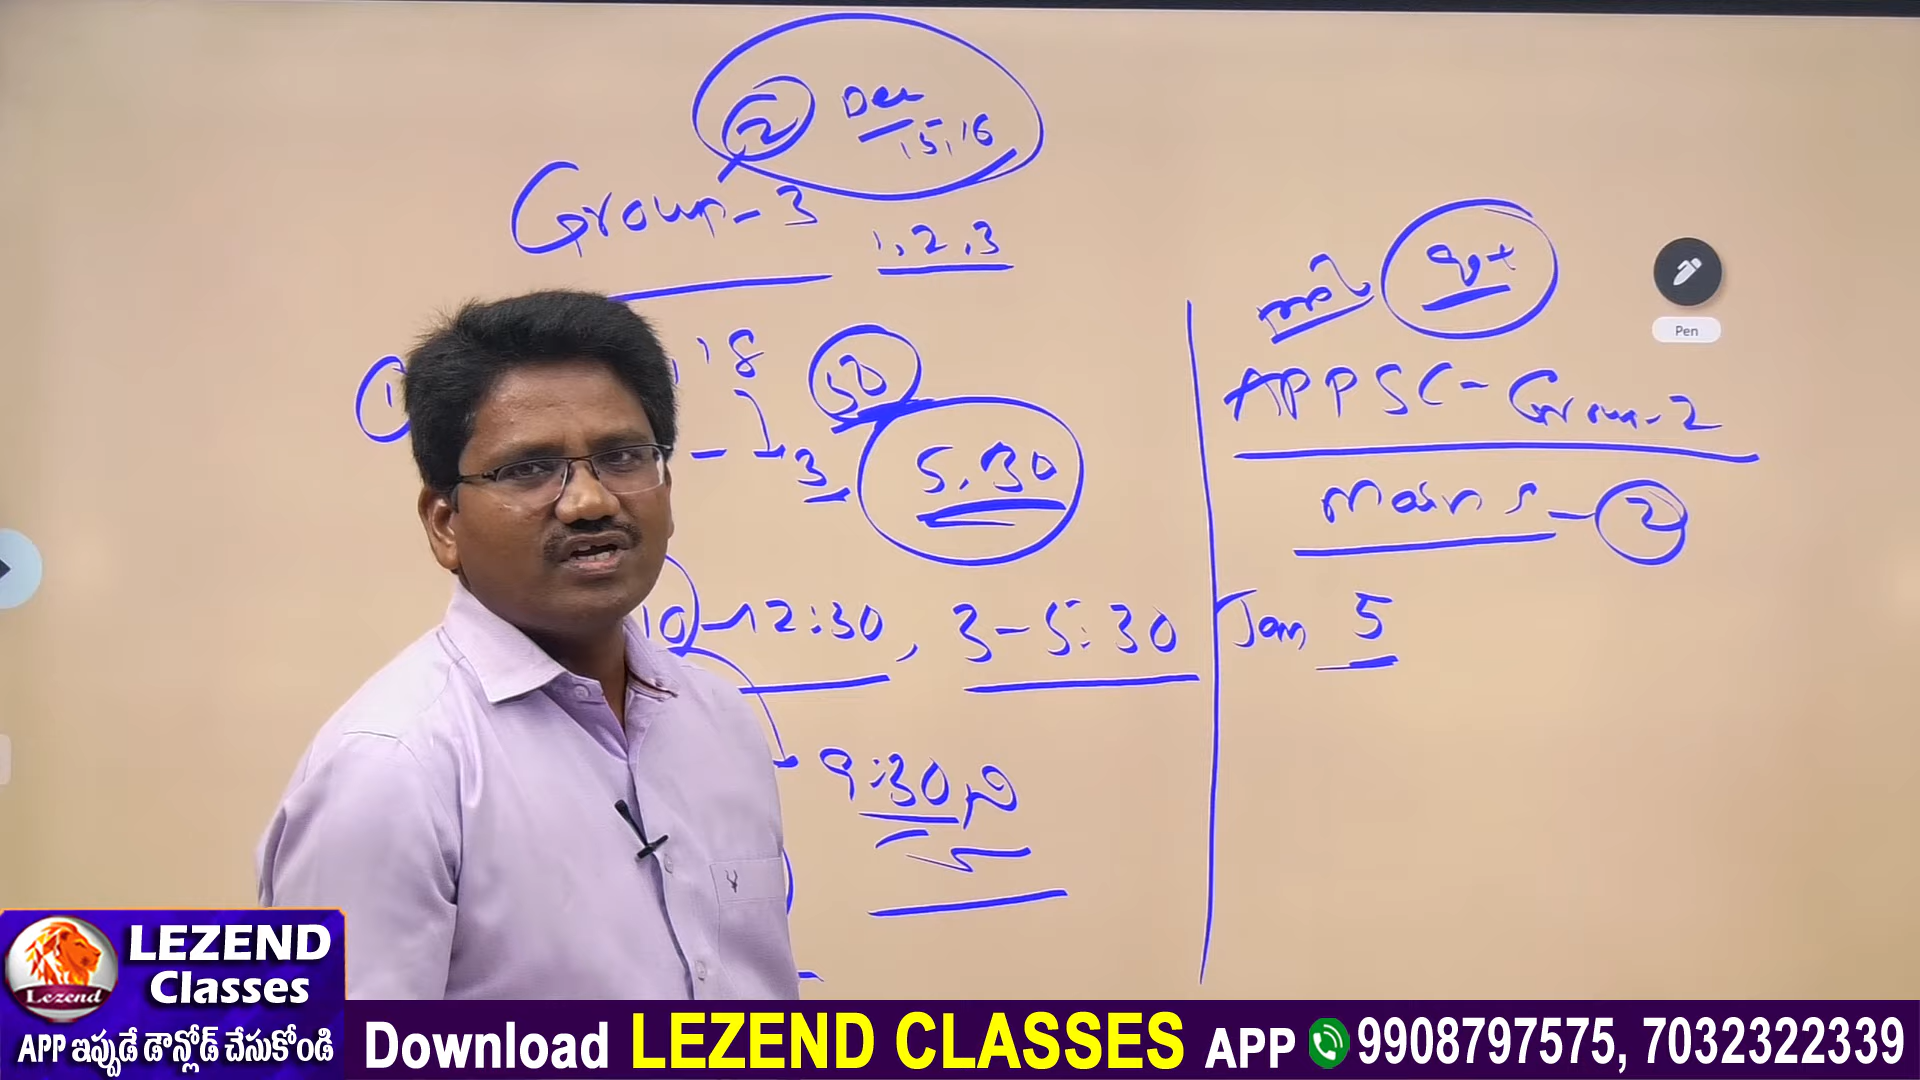 2 Dec
15,16
Group-3
1,2,3
1 18
30
3 5.30
10-12:30, 3-5:30
9:30
APPSC-Group-2
Mains-2
Jan 5
Pen
LEZEND
Classes
Lezend
APP ఇప్పుడే డౌన్లోడ్ చేసుకోండి
Download LEZEND CLASSES APP 9908797575, 7032322339